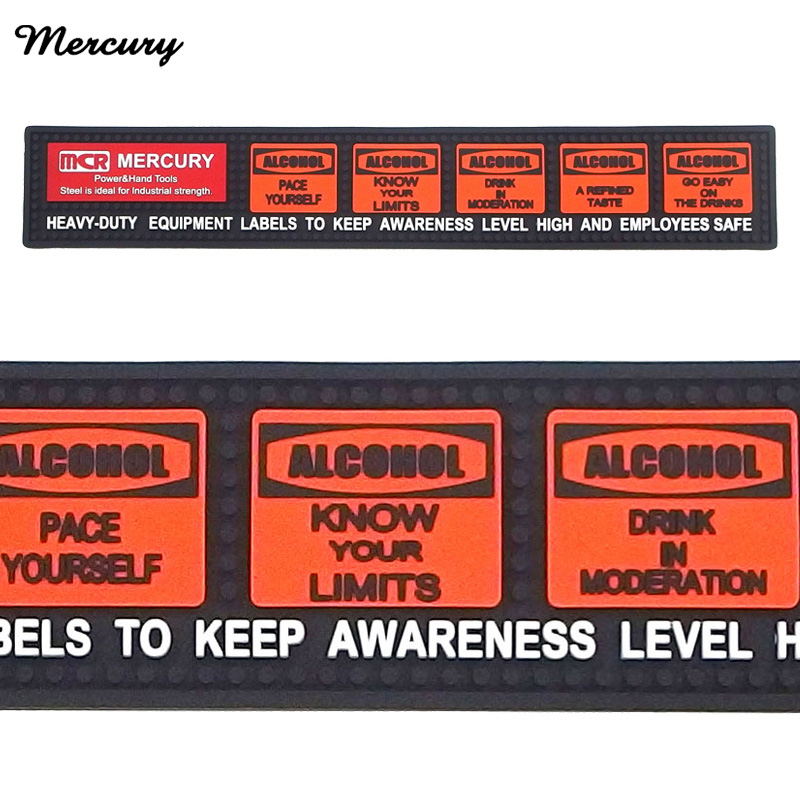 Mercury
MCR MERCURY
Power&Hand Tools
Steel is ideal for Industrial strength.
ALCOHOL
PACE
YOURSELF
ALCOHOL
KNOW
YOUR
LIMITS
ALCOHOL
DRINK
IN
MODERATION
ALCOHOL
A REFINED
TASTE
ALCOHOL
GO EASY
ON
THE DRINKS
HEAVY-DUTY EQUIPMENT LABELS TO KEEP AWARENESS LEVEL HIGH AND EMPLOYEES SAFE
ALCOHOL
PACE
YOURSELF
ALCOHOL
KNOW
YOUR
LIMITS
ALCOHOL
DRINK
IN
MODERATION
BELS TO KEEP AWARENESS LEVEL H